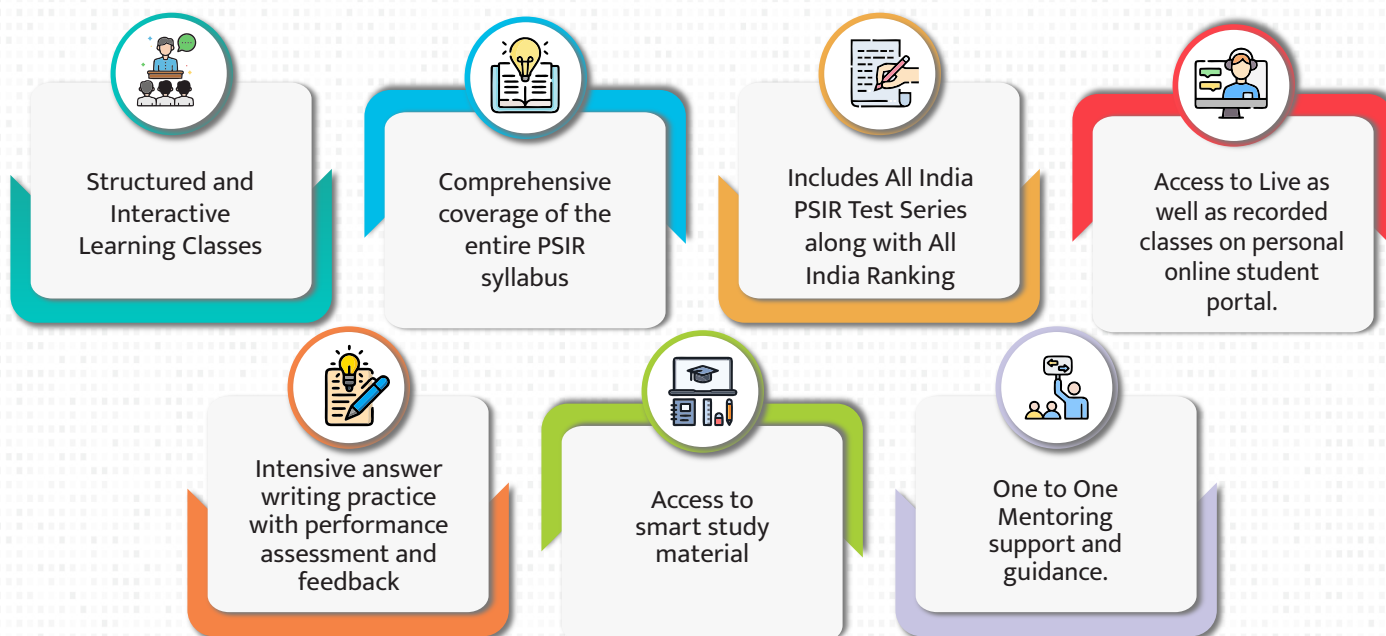 Structured and
Interactive
Learning Classes
Comprehensive
coverage of the
entire PSIR
syllabus
Includes All India
PSIR Test Series
along with All
India Ranking
Access to Live as
well as recorded
classes on personal
online student
portal.
Intensive answer
writing practice
with performance
assessment and
feedback
Access to
smart study
material
One to One
Mentoring
support and
guidance.